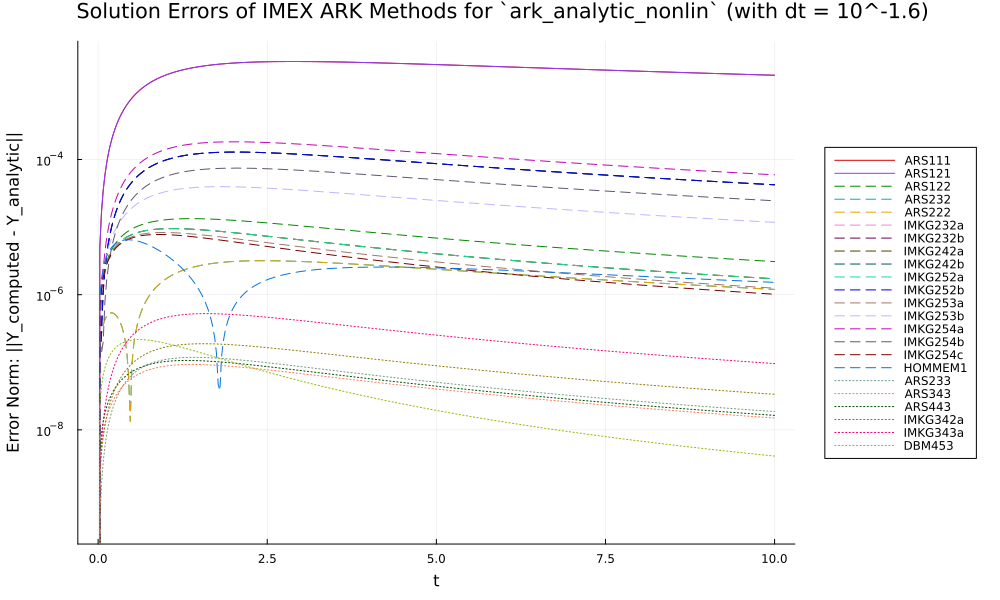 Solution Errors of IMEX ARK Methods for `ark_analytic_nonlin` (with dt = 10^-1.6)
Error Norm: ||Y_computed - Y_analytic||
10⁻⁴
10⁻⁶
10⁻⁸
0.0
2.5
5.0
7.5
10.0
t
ARS111
ARS121
ARS122
ARS232
ARS222
IMKG232a
IMKG232b
IMKG242a
IMKG242b
IMKG252a
IMKG252b
IMKG253a
IMKG253b
IMKG254a
IMKG254b
IMKG254c
HOMMEM1
ARS233
ARS343
ARS443
IMKG342a
IMKG343a
DBM453